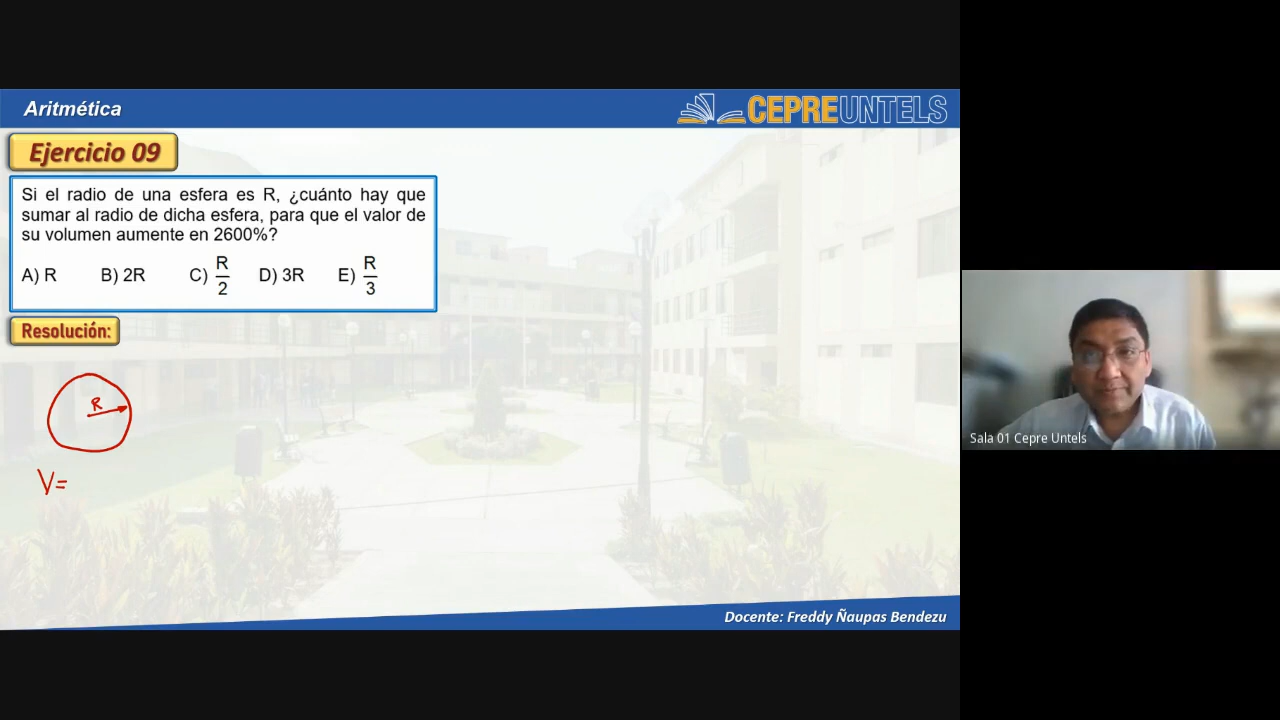 Aritmética
CEPREUNTELS
Ejercicio 09
Si el radio de una esfera es R, ¿cuánto hay que
sumar al radio de dicha esfera, para que el valor de
su volumen aumente en 2600%?
A) R B) 2R C) R/2 D) 3R E) R/3
Resolución:
R
V=
Sala 01 Cepre Untels
Docente: Freddy Ñaupas Bendezu